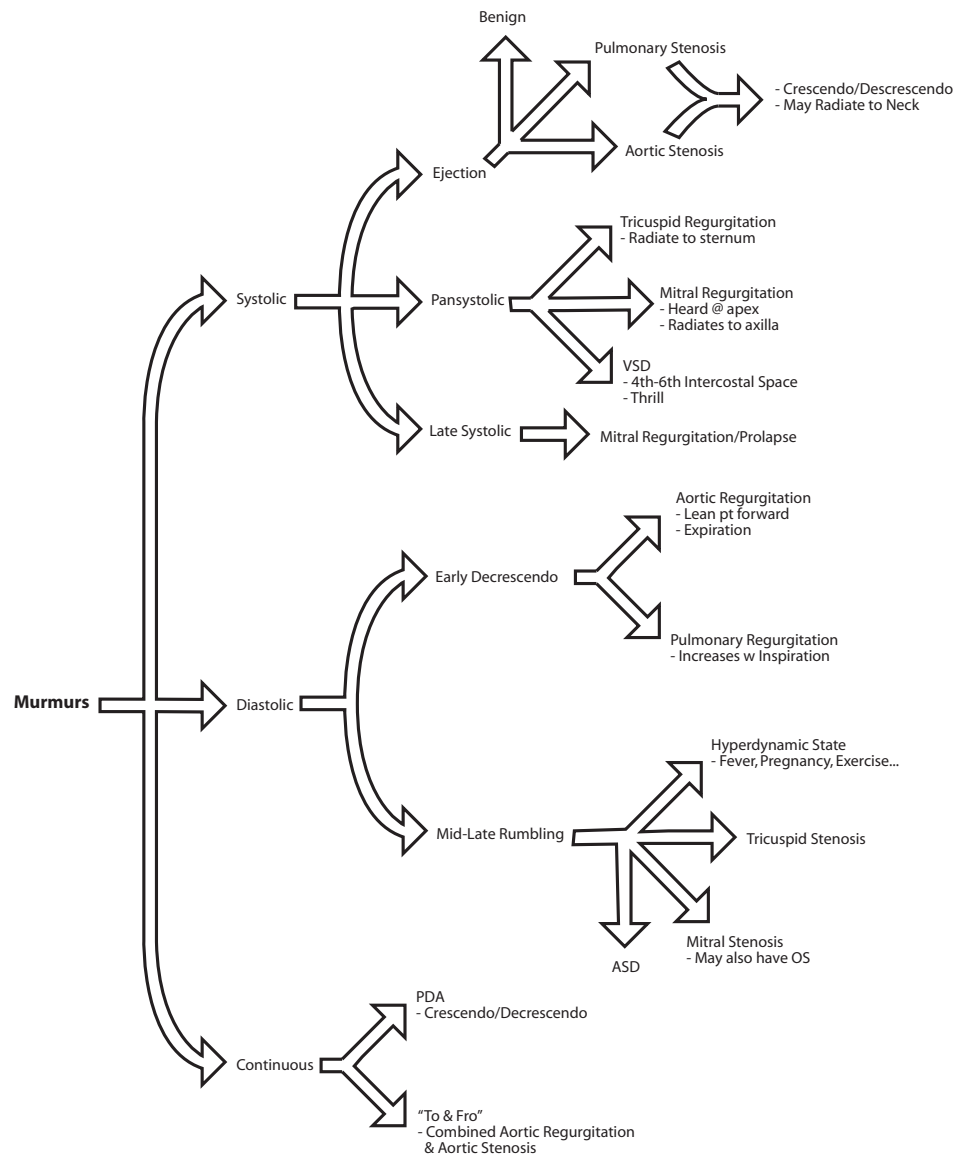 Benign
Pulmonary Stenosis
- Crescendo/Descrescendo
- May Radiate to Neck
Aortic Stenosis
Ejection
Tricuspid Regurgitation
- Radiate to sternum
Systolic
Pansystolic
Mitral Regurgitation
- Heard @ apex
- Radiates to axilla
VSD
- 4th-6th Intercostal Space
- Thrill
Late Systolic
Mitral Regurgitation/Prolapse
Aortic Regurgitation
- Lean pt forward
- Expiration
Early Decrescendo
Pulmonary Regurgitation
- Increases w Inspiration
Murmurs
Diastolic
Hyperdynamic State
- Fever, Pregnancy, Exercise...
Mid-Late Rumbling
Tricuspid Stenosis
Mitral Stenosis
- May also have OS
ASD
PDA
- Crescendo/Decrescendo
Continuous
“To & Fro”
- Combined Aortic Regurgitation
& Aortic Stenosis